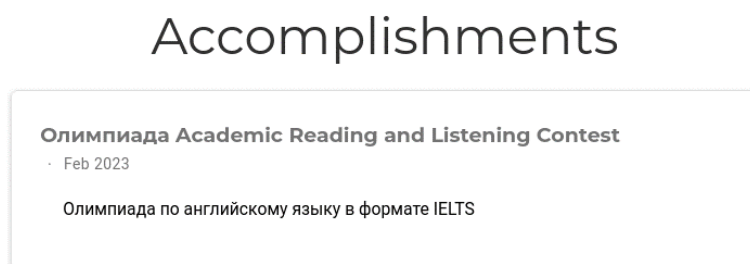 Accomplishments
Олимпиада Academic Reading and Listening Contest
· Feb 2023
Олимпиада по английскому языку в формате IELTS